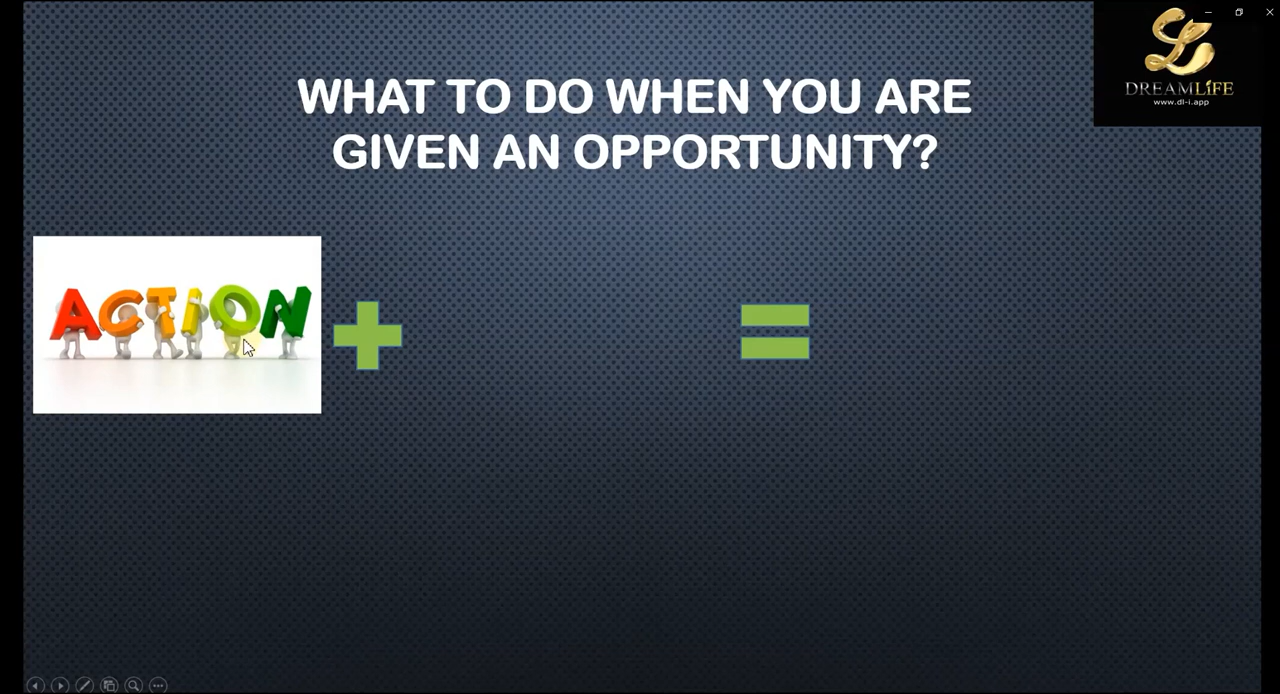 DREAMLiFE
www.dl-i.app
WHAT TO DO WHEN YOU ARE
GIVEN AN OPPORTUNITY?
ACTION